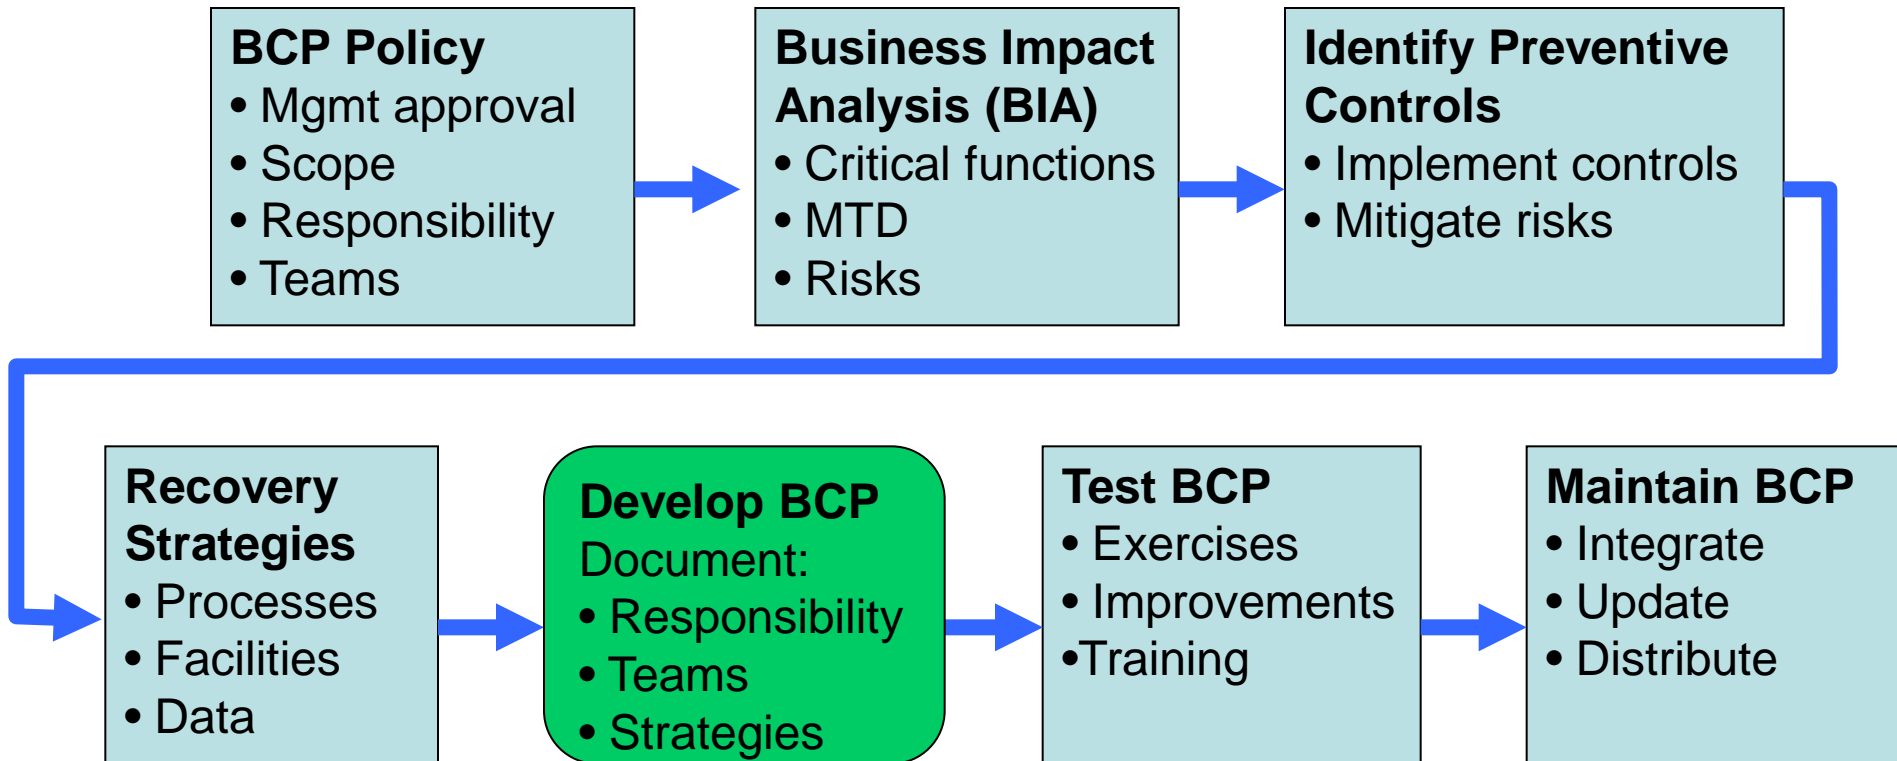 BCP Policy
• Mgmt approval
• Scope
• Responsibility
• Teams
Business Impact
Analysis (BIA)
• Critical functions
• MTD
• Risks
Identify Preventive
Controls
• Implement controls
• Mitigate risks
Recovery
Strategies
• Processes
• Facilities
• Data
Develop BCP
Document:
• Responsibility
• Teams
• Strategies
Test BCP
• Exercises
• Improvements
•Training
Maintain BCP
• Integrate
• Update
• Distribute